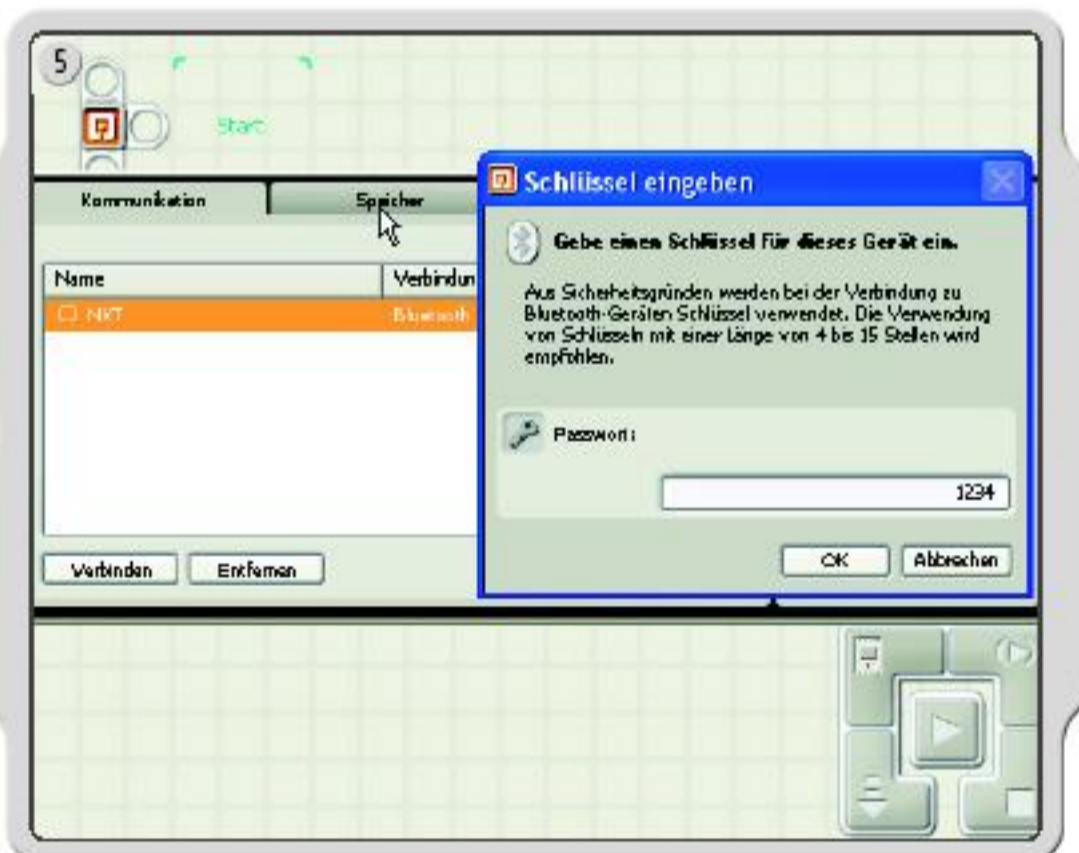 5
Start
Kommunikation
Speicher
Name
Verbindun
NXT
Bluetooth
Verbinden
Entfernen
Schlüssel eingeben
Gebe einen Schlüssel für dieses Gerät ein.
Aus Sicherheitsgründen werden bei der Verbindung zu
Bluetooth-Geräten Schlüssel verwendet. Die Verwendung
von Schlüsseln mit einer Länge von 4 bis 15 Stellen wird
empfohlen.
Passwort:
1234
OK
Abbrechen